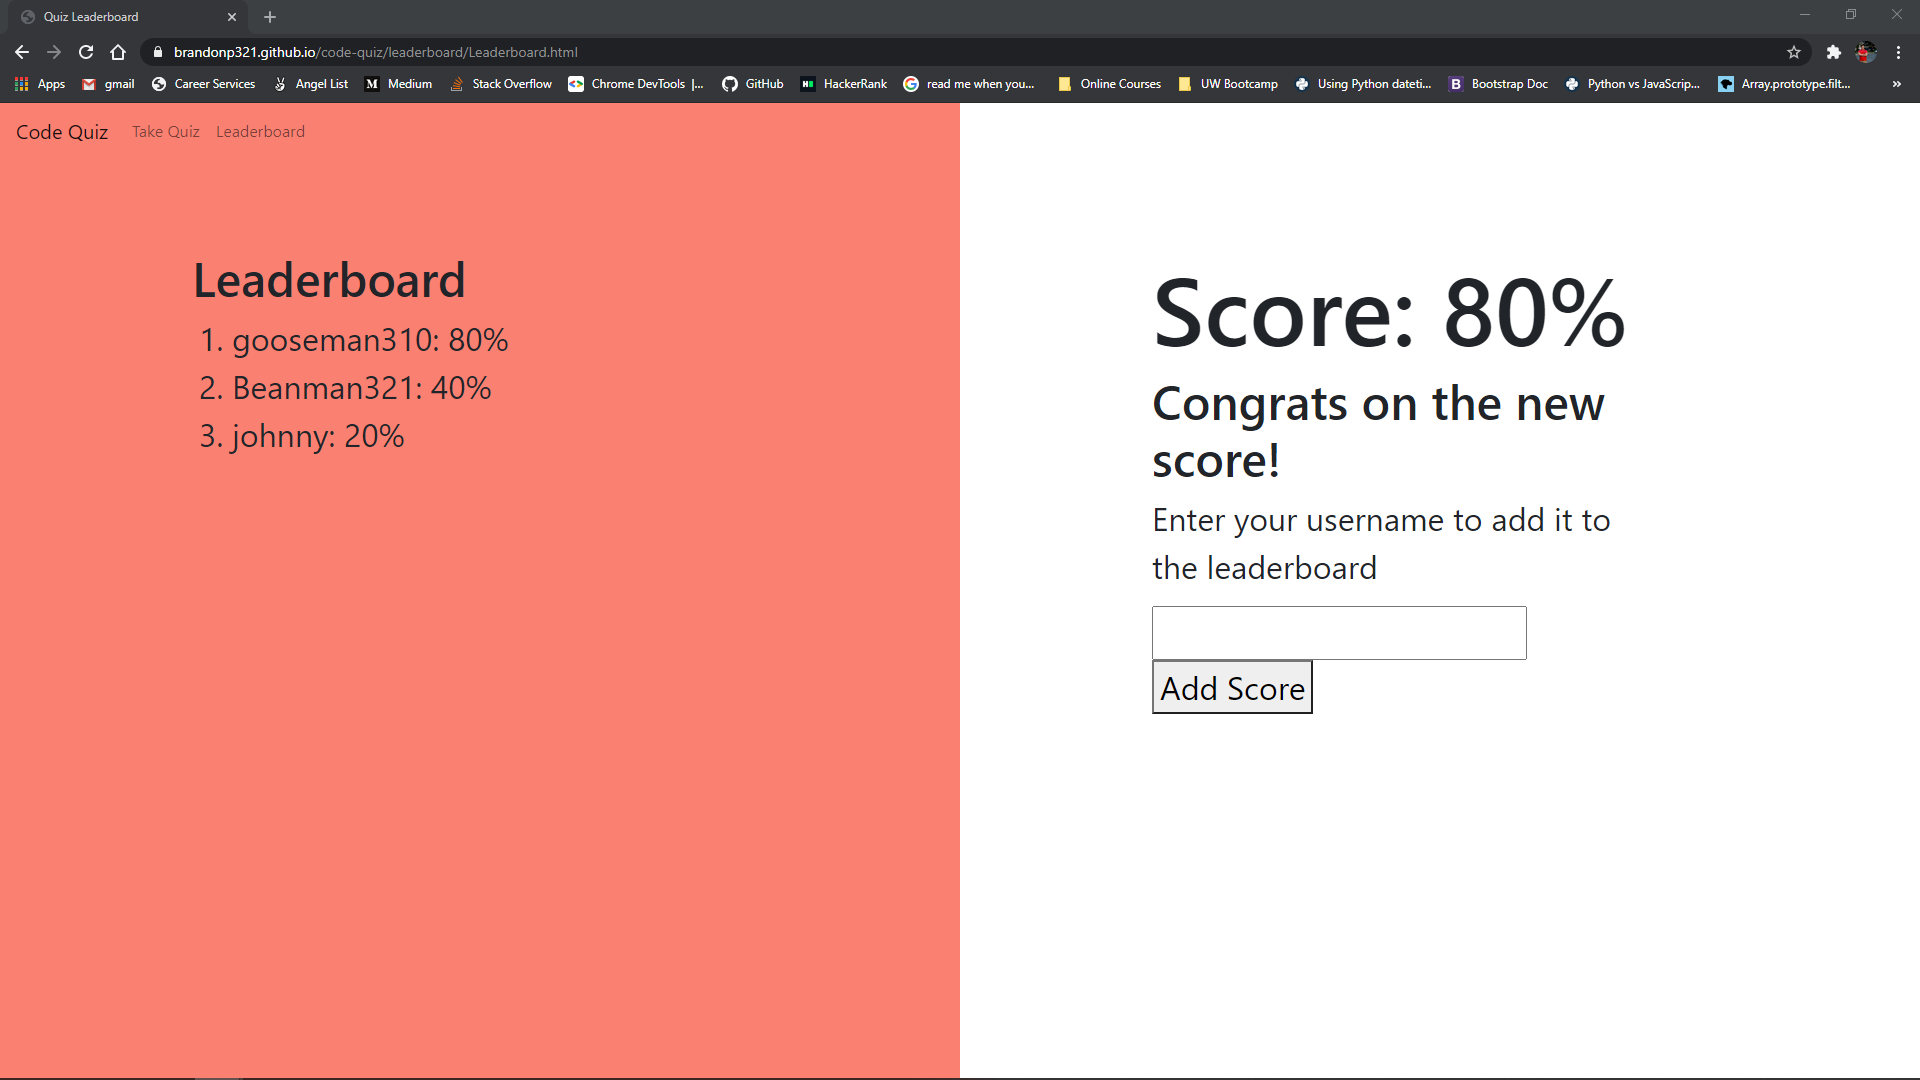 Quiz Leaderboard
brandonp321.github.io/code-quiz/leaderboard/Leaderboard.html
Apps gmail Career Services Angel List Medium Stack Overflow Chrome DevTools |... GitHub HackerRank read me when you... Online Courses UW Bootcamp Using Python dateti... Bootstrap Doc Python vs JavaScrip... Array.prototype.filt... »
Code Quiz Take Quiz Leaderboard
Leaderboard
1. gooseman310: 80%
2. Beanman321: 40%
3. johnny: 20%
Score: 80%
Congrats on the new
score!
Enter your username to add it to
the leaderboard
Add Score